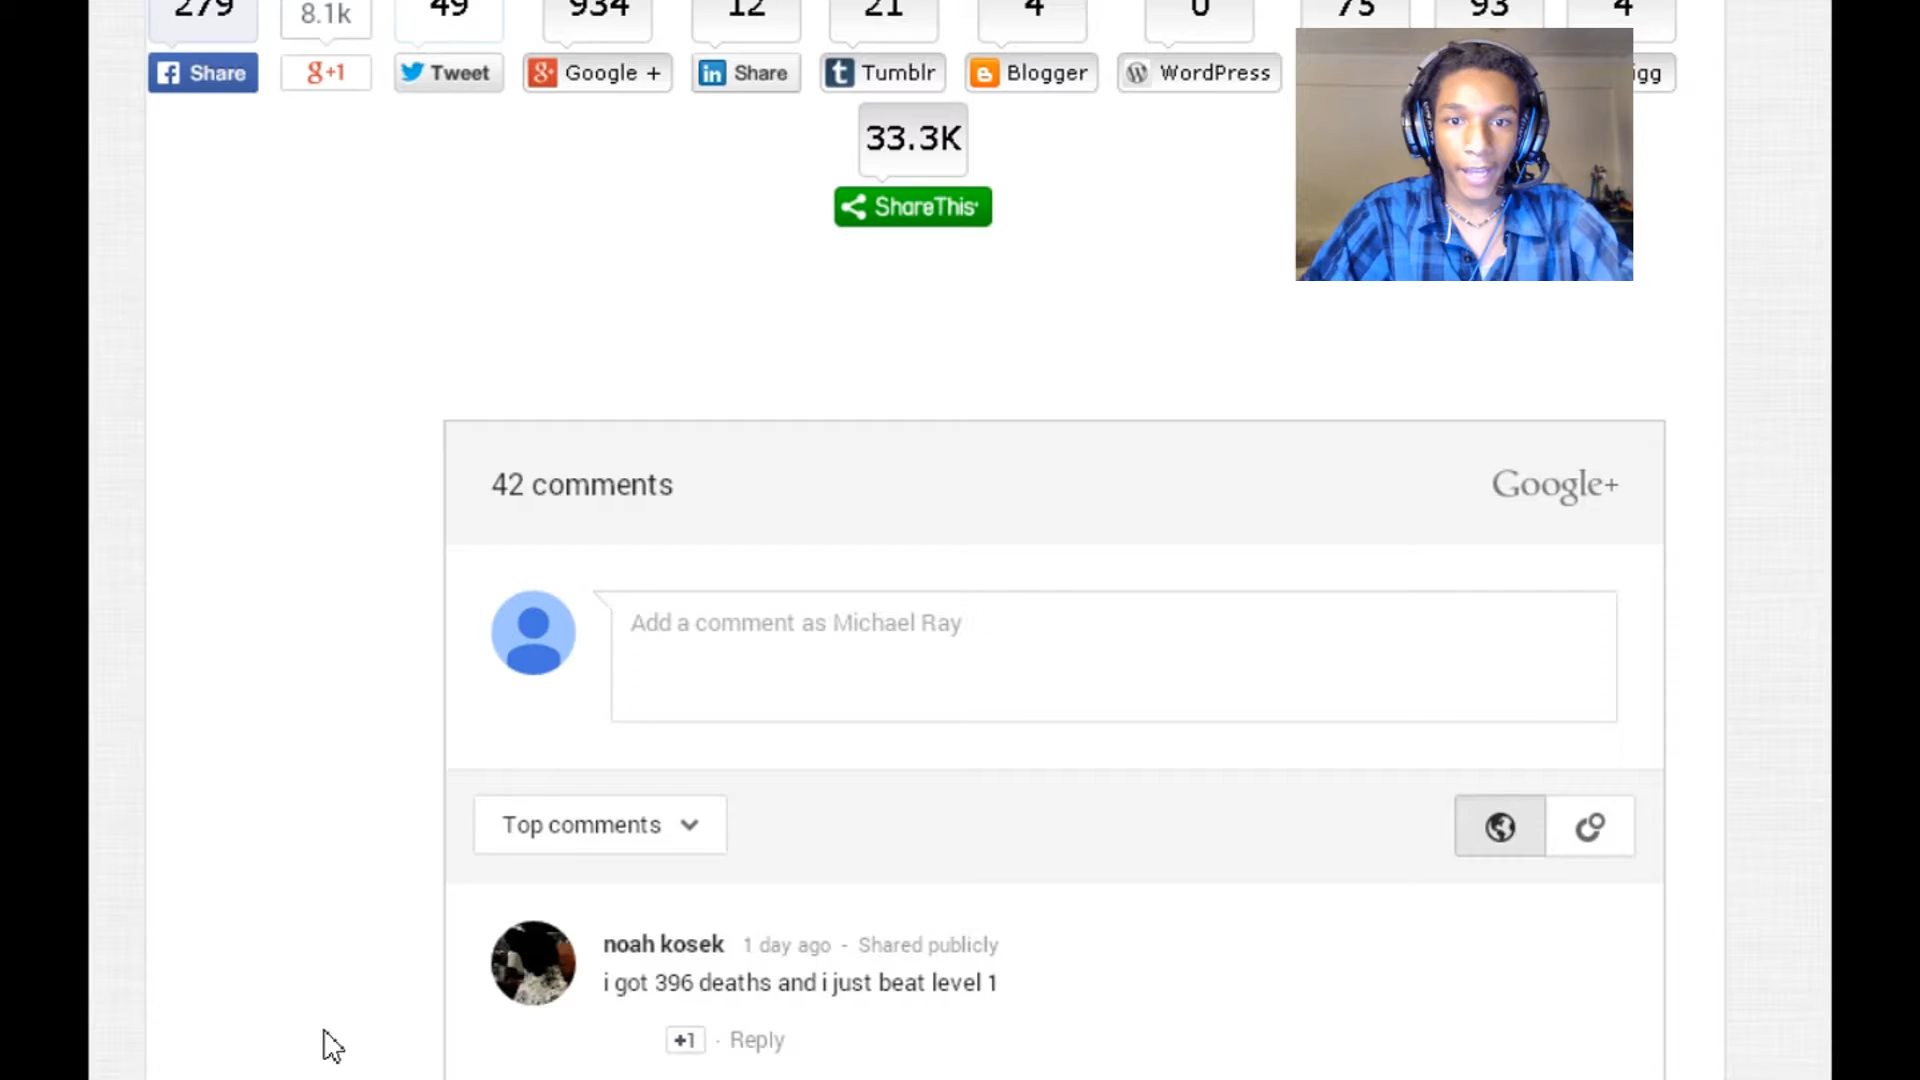 279 8.1k 49 934 12 21 4 0 75 93 4
Share g+1 Tweet Google + Share Tumblr Blogger WordPress igg
33.3K
ShareThis
42 comments Google+
Add a comment as Michael Ray
Top comments
noah kosek 1 day ago - Shared publicly
i got 396 deaths and i just beat level 1
+1 · Reply